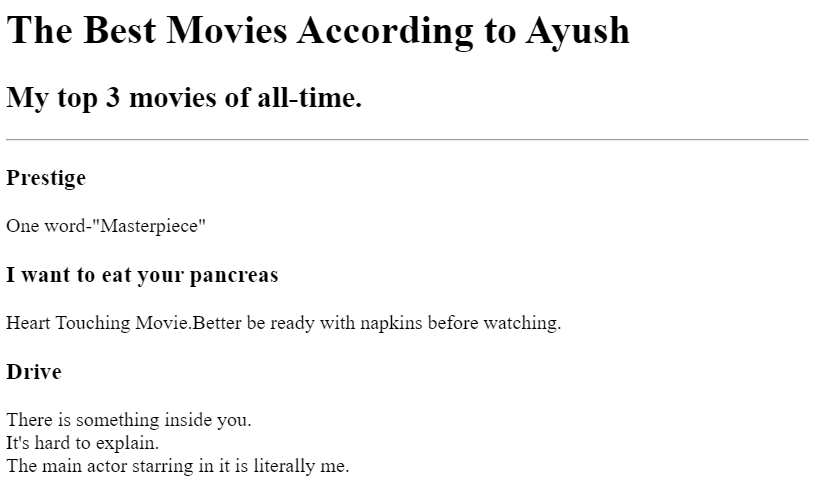 The Best Movies According to Ayush
My top 3 movies of all-time.
Prestige
One word-"Masterpiece"
I want to eat your pancreas
Heart Touching Movie.Better be ready with napkins before watching.
Drive
There is something inside you.
It's hard to explain.
The main actor starring in it is literally me.